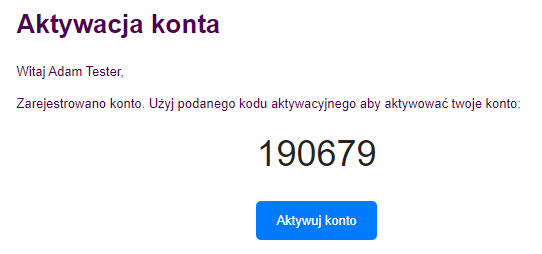 Aktywacja konta
Witaj Adam Tester,
Zarejestrowano konto. Użyj podanego kodu aktywacyjnego aby aktywować twoje konto:
190679
Aktywuj konto